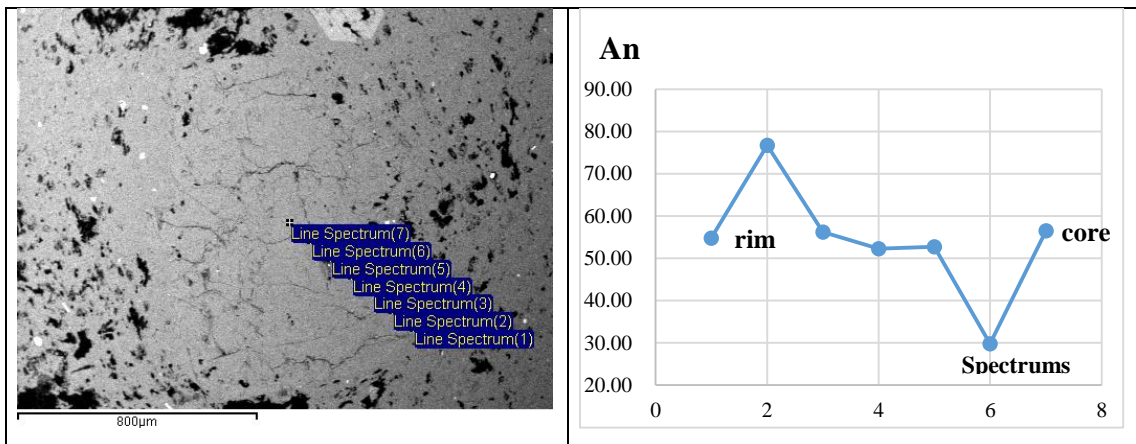 Line Spectrum(7)
Line Spectrum(6)
Line Spectrum(5)
Line Spectrum(4)
Line Spectrum(3)
Line Spectrum(2)
Line Spectrum(1)
800µm
An
90.00
80.00
70.00
60.00
50.00
40.00
30.00
20.00
rim
core
Spectrums
0 2 4 6 8